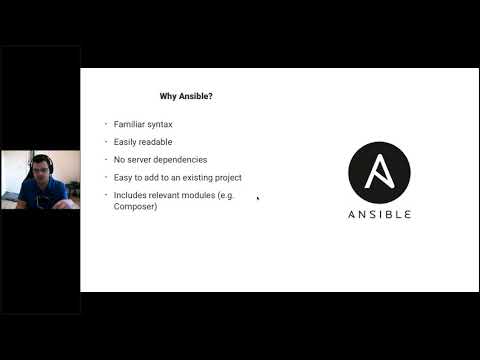 Why Ansible?
Familiar syntax
Easily readable
No server dependencies
Easy to add to an existing project
Includes relevant modules (e.g.
Composer)
ANSIBLE